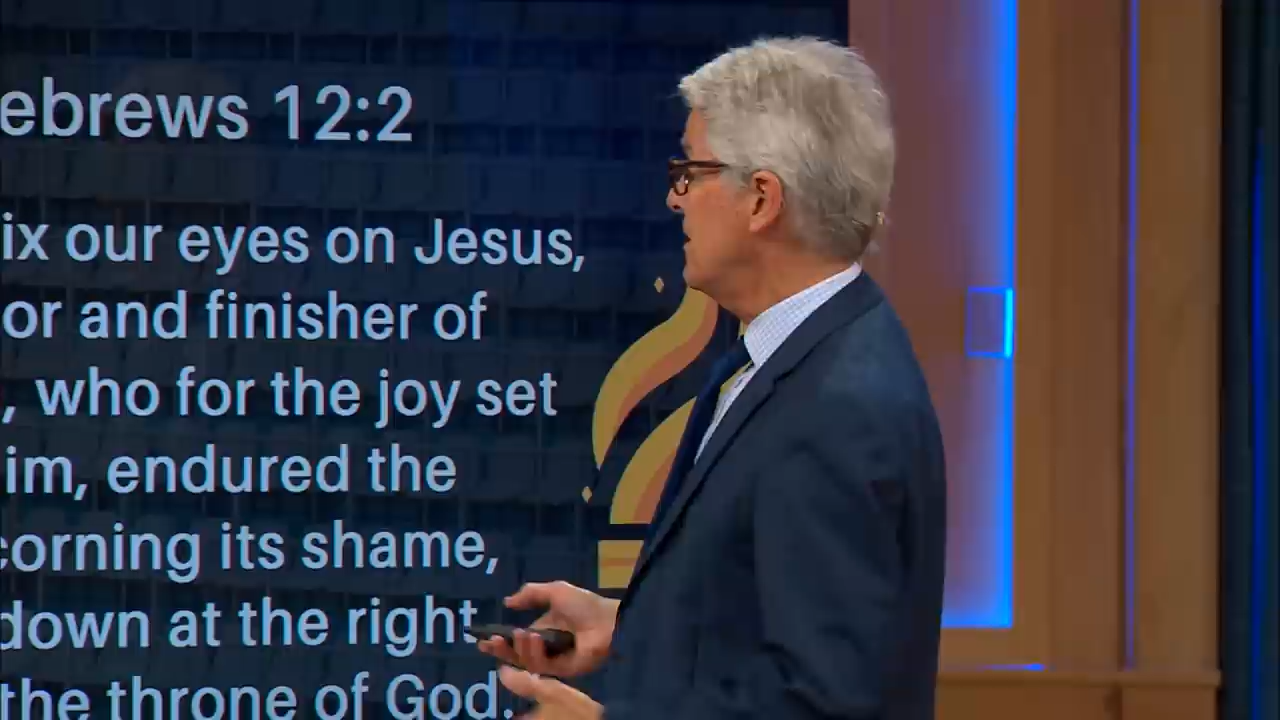 ebrews 12:2
ix our eyes on Jesus,
or and finisher of
, who for the joy set
im, endured the
corning its shame,
down at the right
the throne of God.